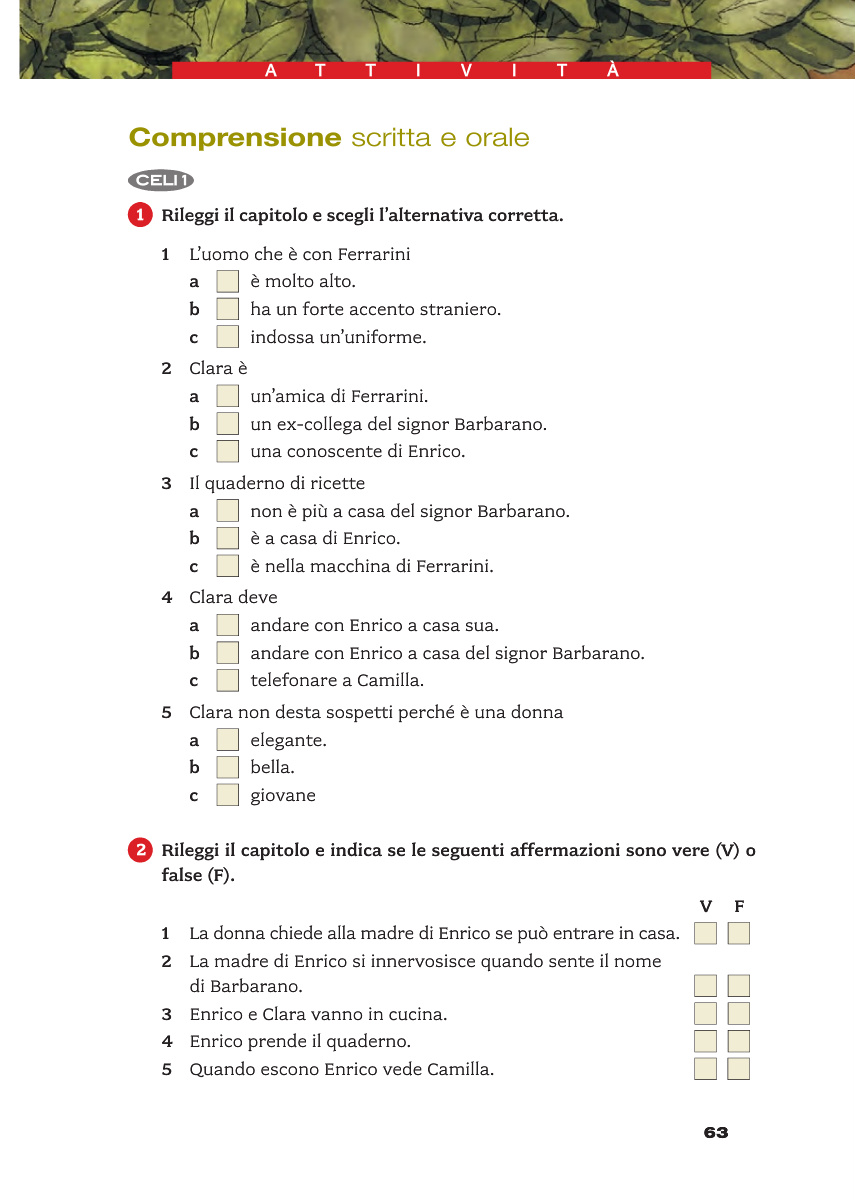 ATTIVITÀ
Comprensione scritta e orale
CELI 1
1 Rileggi il capitolo e scegli l’alternativa corretta.
1 L’uomo che è con Ferrarini
a è molto alto.
b ha un forte accento straniero.
c indossa un’uniforme.
2 Clara è
a un’amica di Ferrarini.
b un ex-collega del signor Barbarano.
c una conoscente di Enrico.
3 Il quaderno di ricette
a non è più a casa del signor Barbarano.
b è a casa di Enrico.
c è nella macchina di Ferrarini.
4 Clara deve
a andare con Enrico a casa sua.
b andare con Enrico a casa del signor Barbarano.
c telefonare a Camilla.
5 Clara non desta sospetti perché è una donna
a elegante.
b bella.
c giovane
2 Rileggi il capitolo e indica se le seguenti affermazioni sono vere (V) o
false (F).
V F
1 La donna chiede alla madre di Enrico se può entrare in casa.
2 La madre di Enrico si innervosisce quando sente il nome
di Barbarano.
3 Enrico e Clara vanno in cucina.
4 Enrico prende il quaderno.
5 Quando escono Enrico vede Camilla.
63